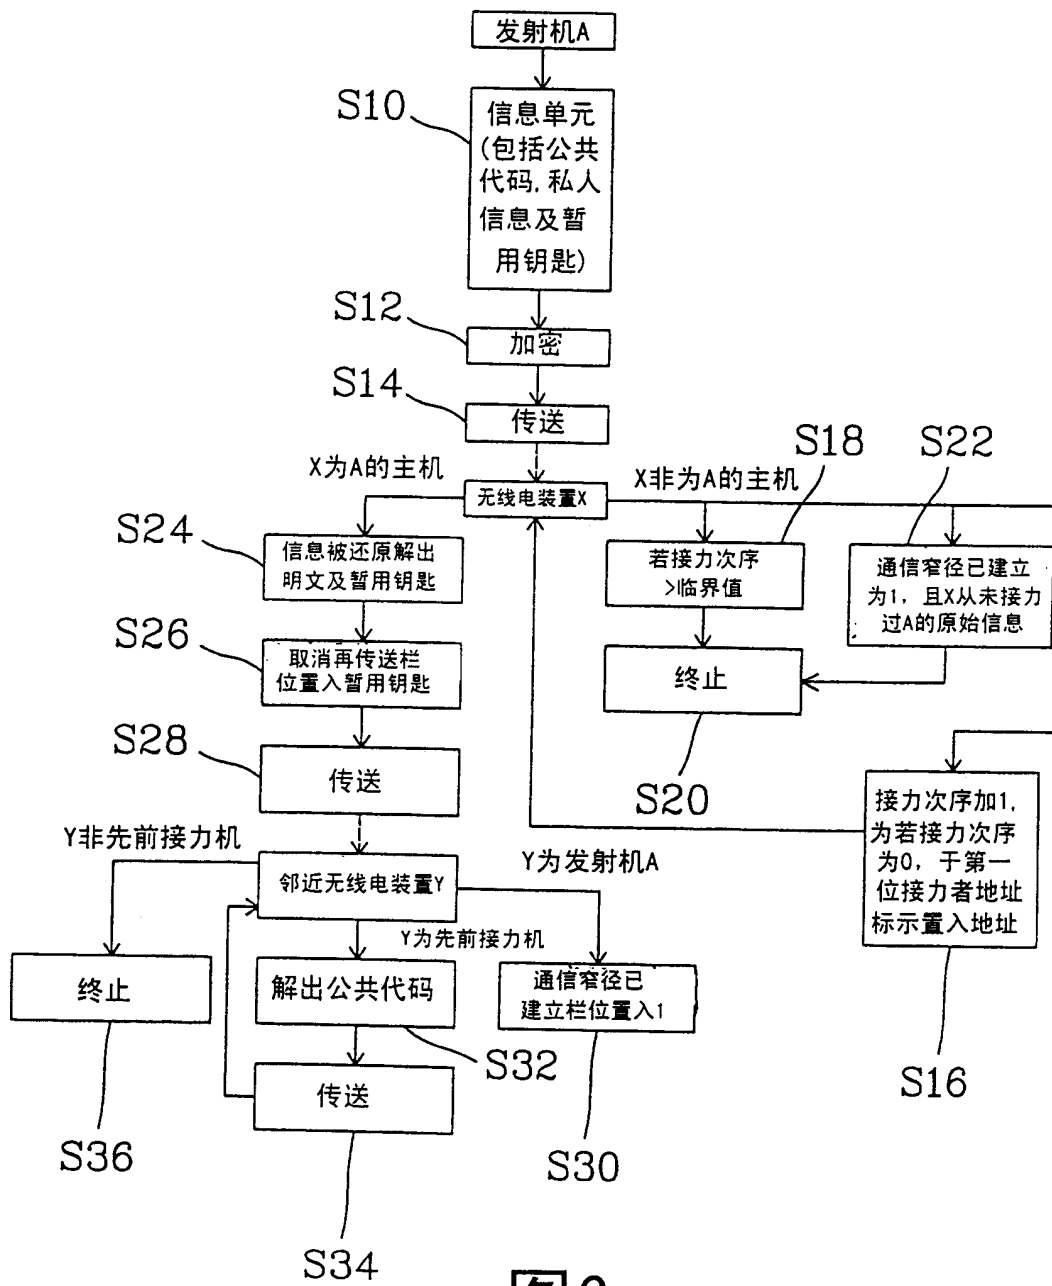 发射机A
S10
信息单元
(包括公共
代码,私人
信息及暂
用钥匙)
S12
加密
S14
传送
S18
S22
X为A的主机
X非为A的主机
无线电装置X
S24
信息被还原解出
明文及暂用钥匙
若接力次序
>临界值
通信窄径已建立
为1,且X从未接力
过A的原始信息
S26
取消再传送栏
位置入暂用钥匙
终止
S28
传送
S20
接力次序加1,
为若接力次序
为0,于第一
位接力者地址
标示置入地址
Y非先前接力机
Y为发射机A
邻近无线电装置Y
Y为先前接力机
终止
解出公共代码
通信窄径已
建立栏位置入1
S32
S16
传送
S36
S30
S34